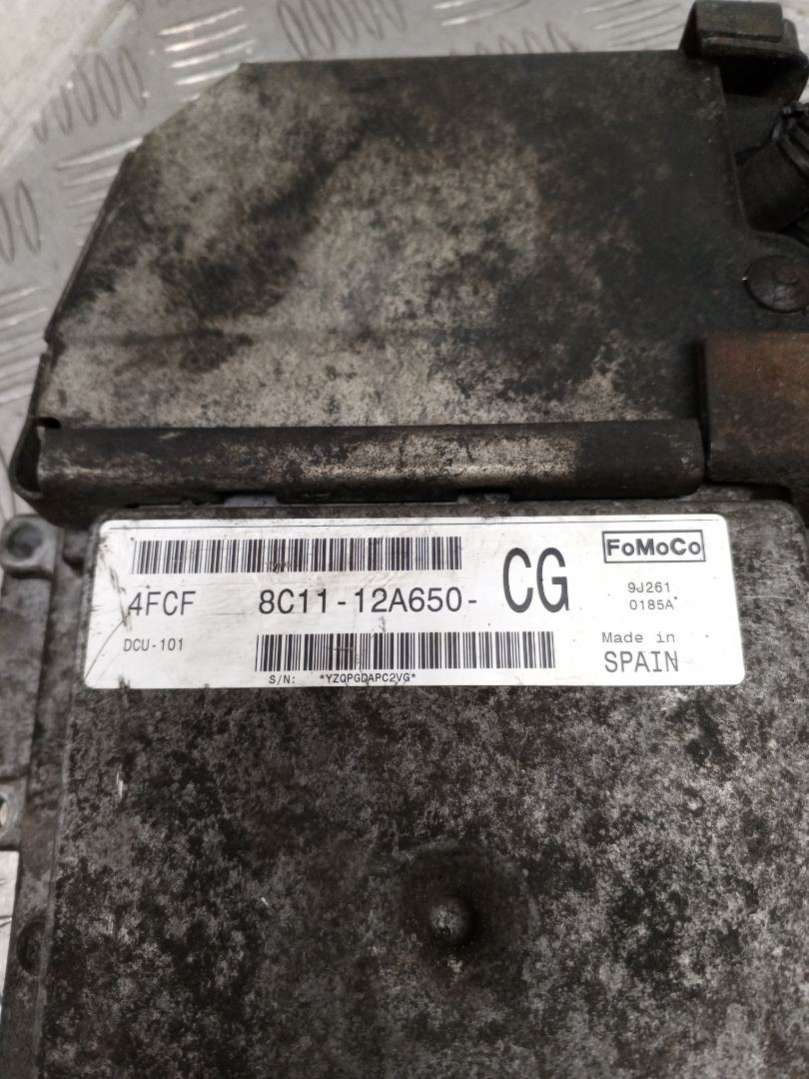 FoMoCo
4FCF 8C11-12A650- CG
9J261
0185A
DCU-101
Made in
SPAIN
S/N: *YZQPGDAPC2VG*